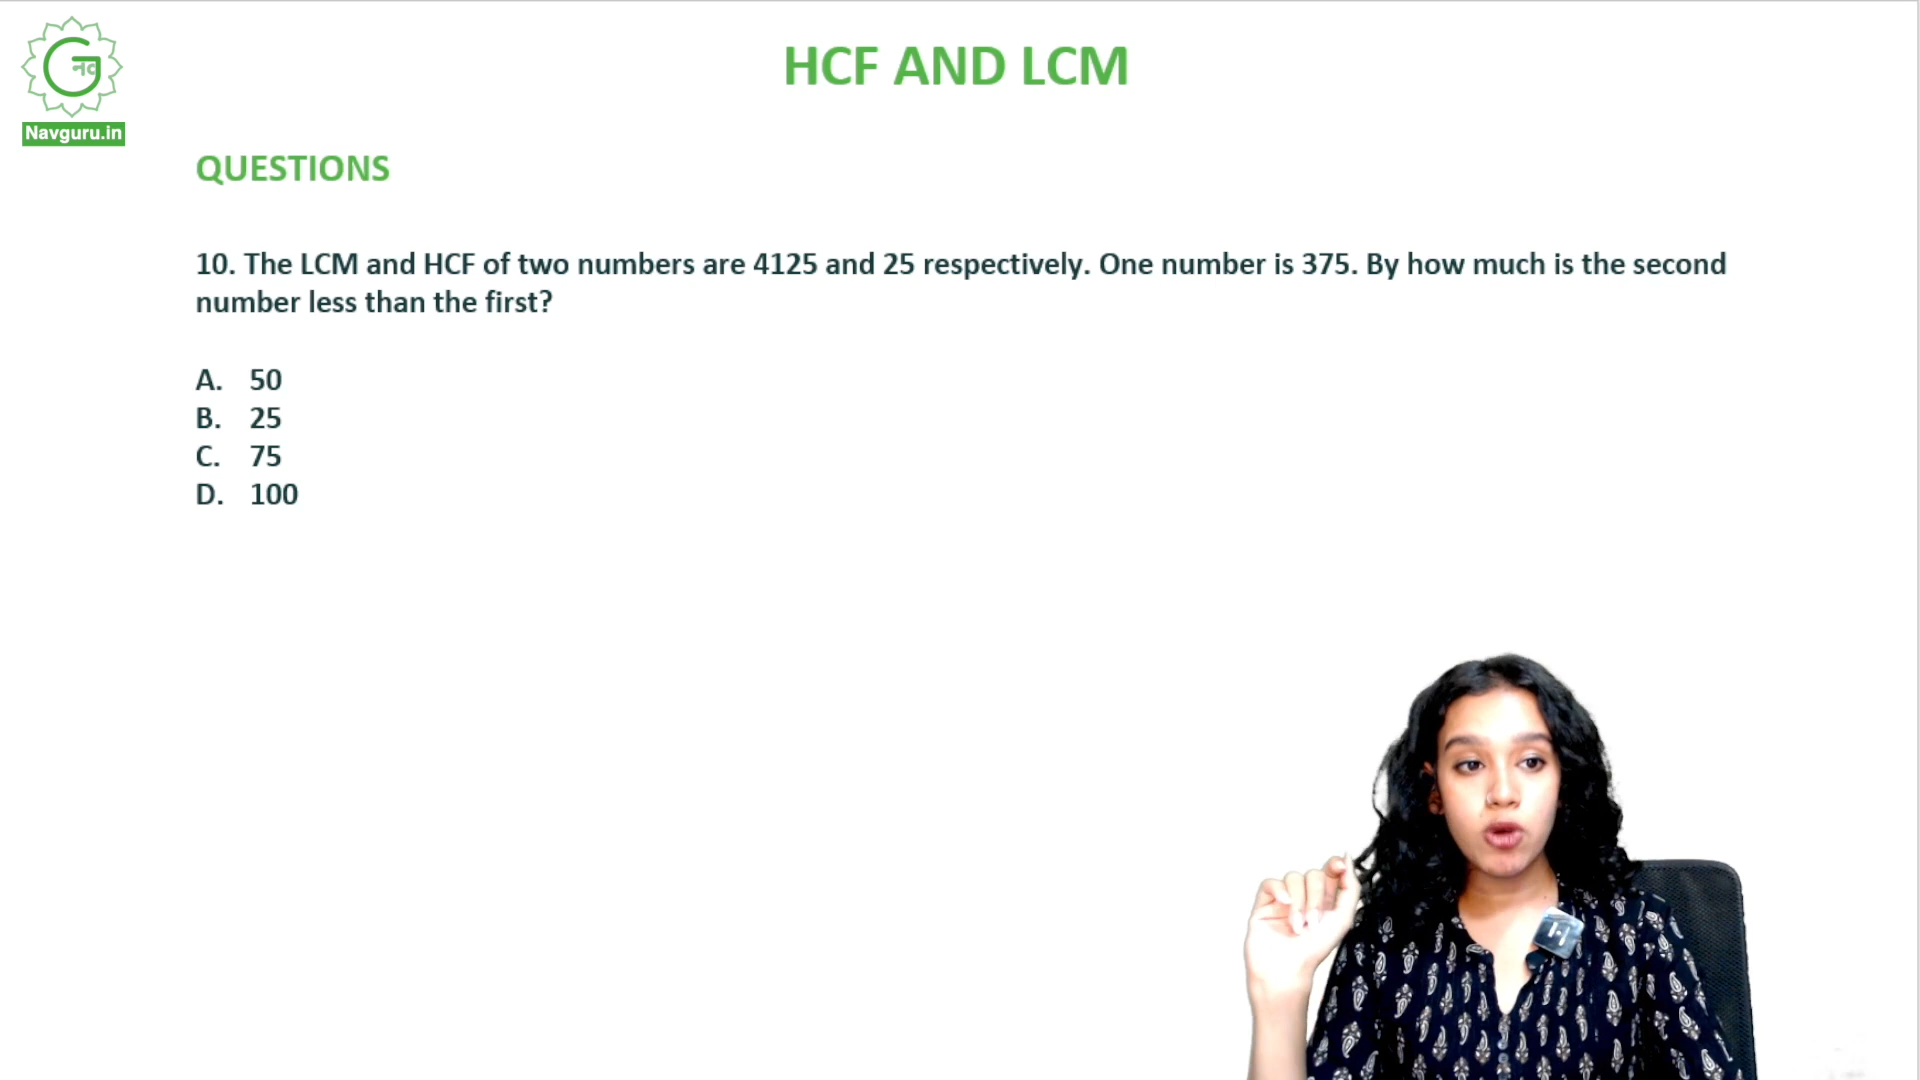 HCF AND LCM
नव
Navguru.in
QUESTIONS
10. The LCM and HCF of two numbers are 4125 and 25 respectively. One number is 375. By how much is the second
number less than the first?
A. 50
B. 25
C. 75
D. 100